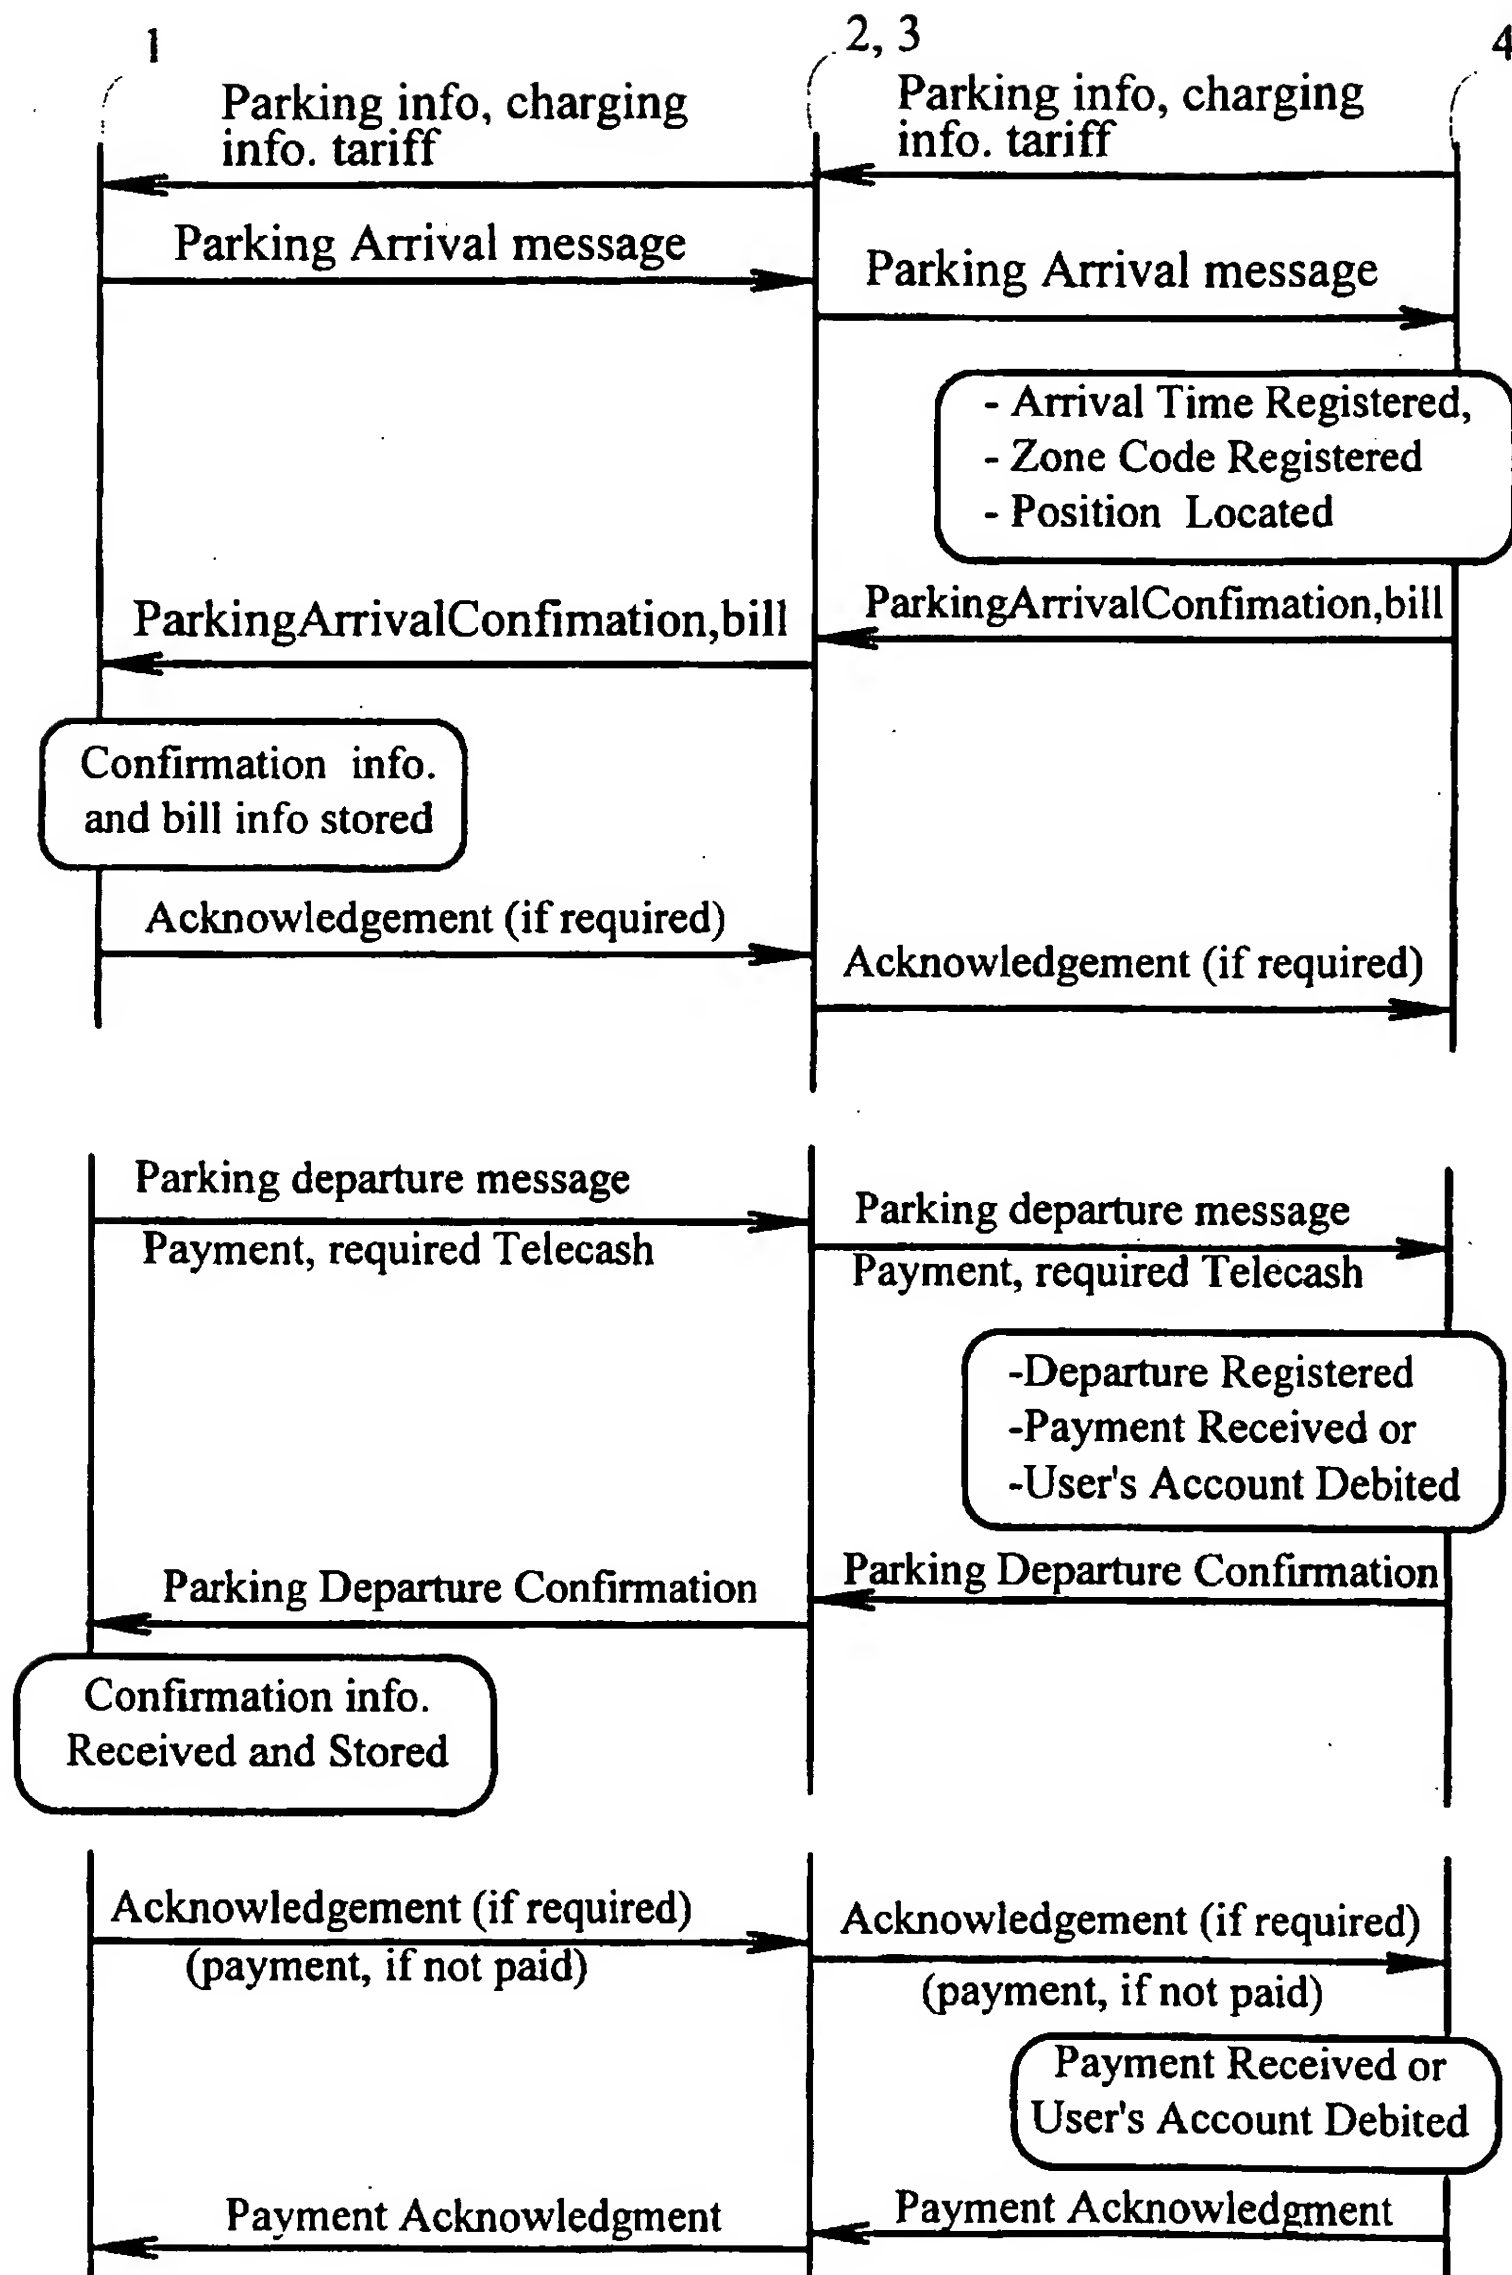 1
2, 3
4
Parking info, charging
info. tariff
Parking info, charging
info. tariff
Parking Arrival message
Parking Arrival message
- Arrival Time Registered,
- Zone Code Registered
- Position Located
ParkingArrivalConfimation,bill
ParkingArrivalConfimation,bill
Confirmation info.
and bill info stored
Acknowledgement (if required)
Acknowledgement (if required)
Parking departure message
Payment, required Telecash
Parking departure message
Payment, required Telecash
-Departure Registered
-Payment Received or
-User's Account Debited
Parking Departure Confirmation
Parking Departure Confirmation
Confirmation info.
Received and Stored
Acknowledgement (if required)
(payment, if not paid)
Acknowledgement (if required)
(payment, if not paid)
Payment Received or
User's Account Debited
Payment Acknowledgment
Payment Acknowledgment